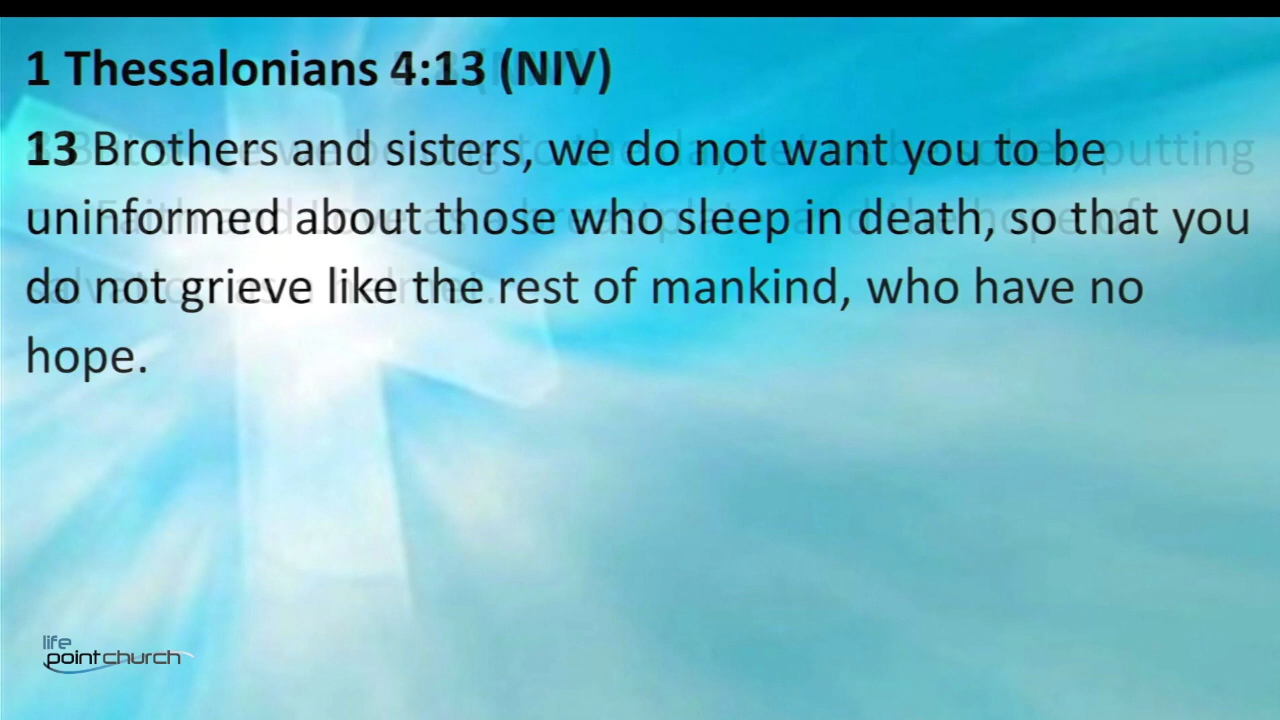 1 Thessalonians 4:13 (NIV)
13 Brothers and sisters, we do not want you to be
uninformed about those who sleep in death, so that you
do not grieve like the rest of mankind, who have no
hope.
putting
life
pointchurch